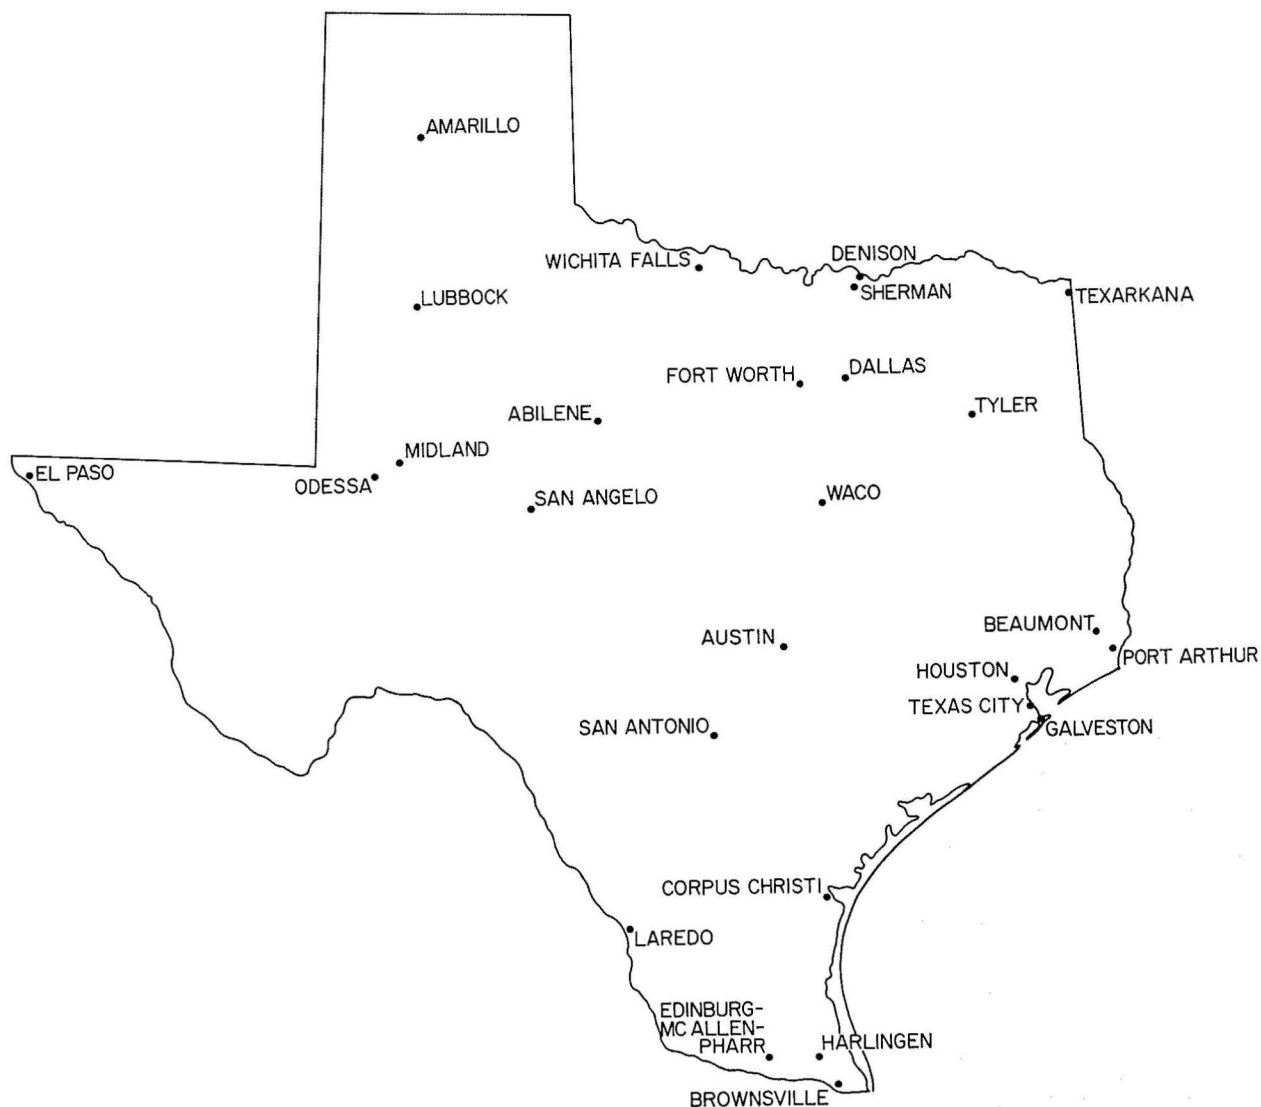 AMARILLO
DENISON
WICHITA FALLS
SHERMAN
TEXARKANA
LUBBOCK
DALLAS
FORT WORTH
TYLER
ABILENE
MIDLAND
EL PASO
ODESSA
SAN ANGELO
WACO
BEAUMONT
AUSTIN
PORT ARTHUR
HOUSTON
TEXAS CITY
GALVESTON
SAN ANTONIO
CORPUS CHRISTI
LAREDO
EDINBURG-
MC ALLEN-
PHARR
HARLINGEN
BROWNSVILLE